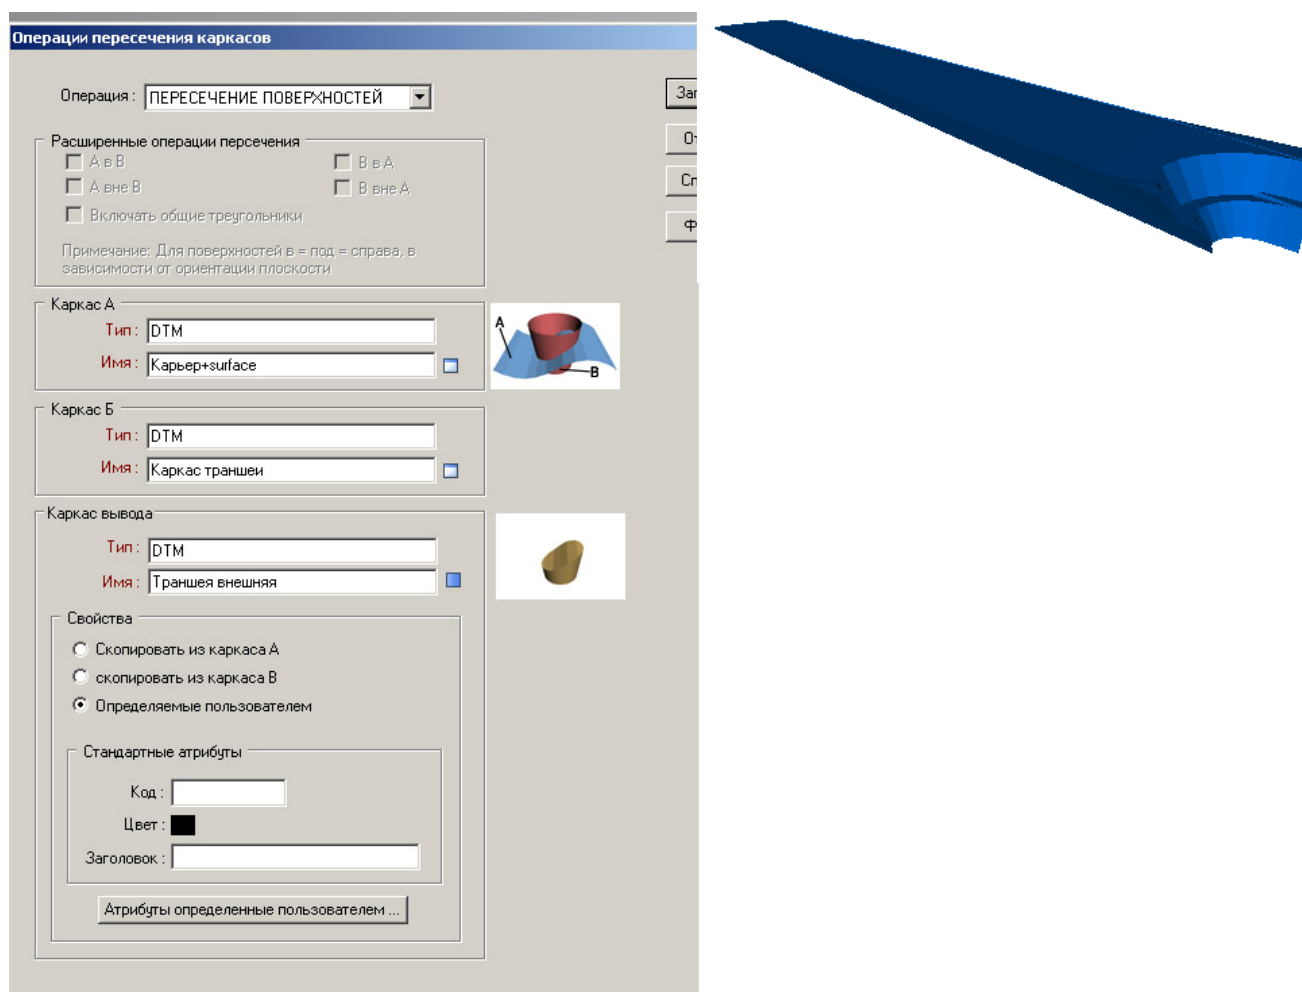 Операции пересечения каркасов
Операция : ПЕРЕСЕЧЕНИЕ ПОВЕРХНОСТЕЙ
Расширенные операции персечения
А в В
В в А
А вне В
В вне А
Включать общие треугольники
Примечание: Для поверхностей в = под = справа, в
зависимости от ориентации плоскости
Каркас А
Тип : DTM
Имя : Карьер+surface
A
B
Каркас Б
Тип : DTM
Имя : Каркас траншеи
Каркас вывода
Тип : DTM
Имя : Траншея внешняя
Свойства
Скопировать из каркаса А
скопировать из каркаса В
Определяемые пользователем
Стандартные атрибуты
Код :
Цвет :
Заголовок :
Атрибуты определенные пользователем ...